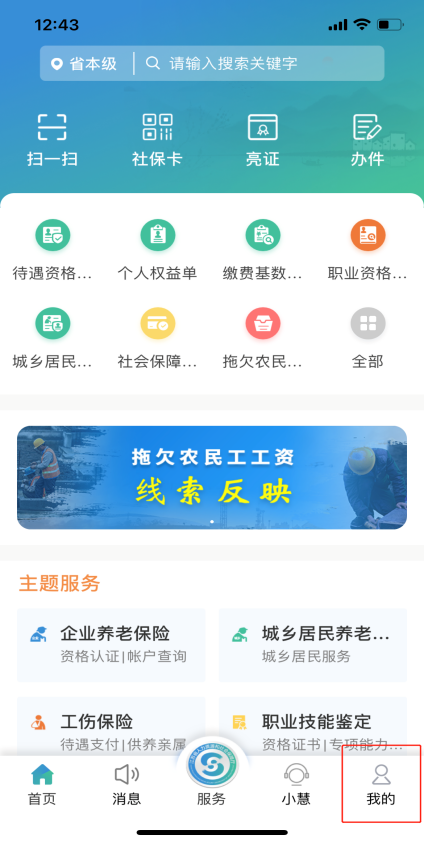 12:43
省本级 请输入搜索关键字
扫一扫 社保卡 亮证 办件
待遇资格... 个人权益单 缴费基数... 职业资格...
城乡居民... 社会保障... 拖欠农民... 全部
拖欠农民工工资
线索反映
主题服务
企业养老保险 城乡居民养老...
资格认证|帐户查询 城乡居民服务
工伤保险 职业技能鉴定
待遇支付|供养亲属 资格证书|专项能力...
首页 消息 服务 小慧 我的